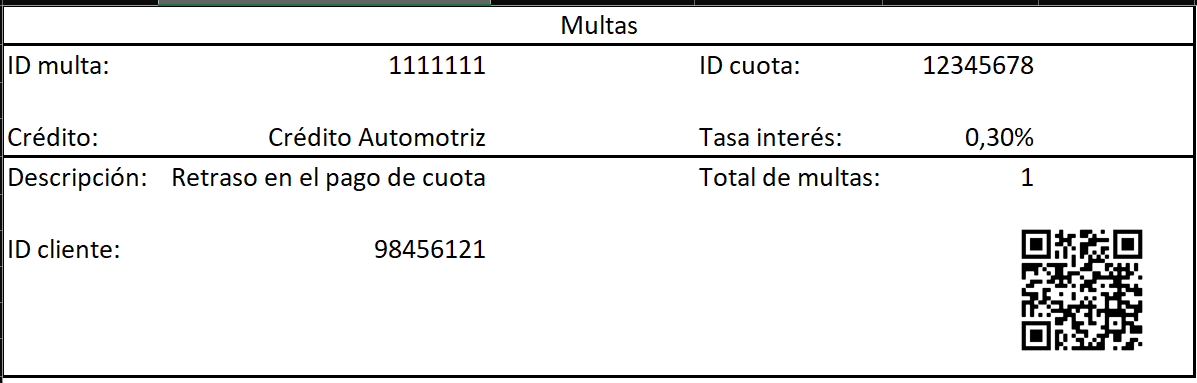 Multas
ID multa: 1111111 ID cuota: 12345678
Crédito: Crédito Automotriz Tasa interés: 0,30%
Descripción: Retraso en el pago de cuota Total de multas: 1
ID cliente: 98456121